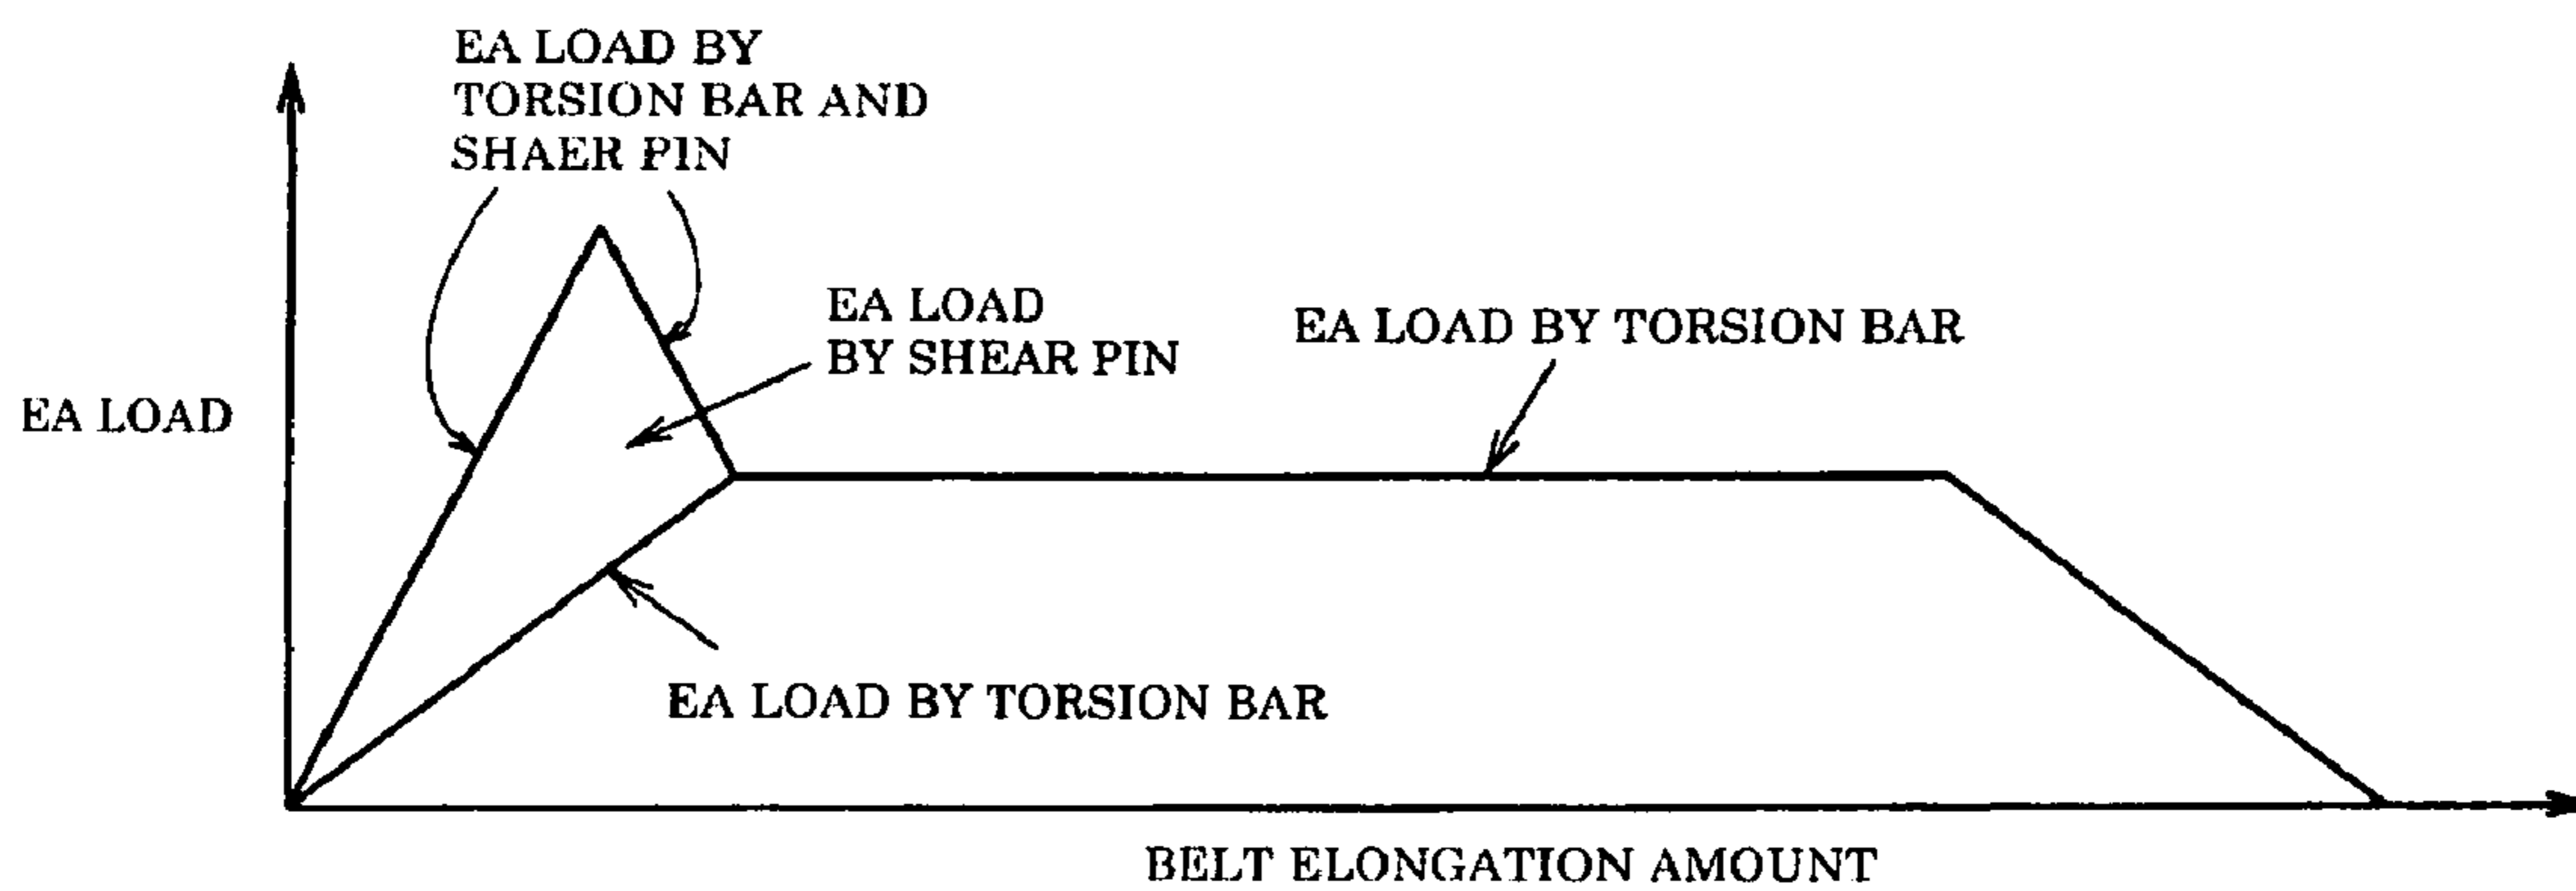 EA LOAD BY
TORSION BAR AND
SHAER PIN
EA LOAD
BY SHEAR PIN
EA LOAD BY TORSION BAR
EA LOAD
EA LOAD BY TORSION BAR
BELT ELONGATION AMOUNT